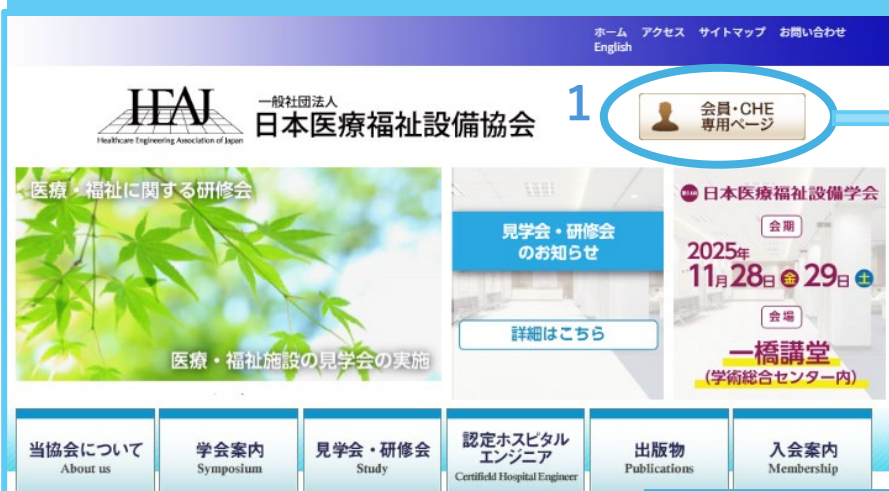 ホーム アクセス サイトマップ お問い合わせ
English
HEAJ
Healthcare Engineering Association of Japan
一般社団法人
日本医療福祉設備協会
1
会員・CHE
専用ページ
医療・福祉に関する研修会
医療・福祉施設の見学会の実施
見学会・研修会
のお知らせ
詳細はこちら
日本医療福祉設備学会
会期
2025年
11月28日 金 29日 土
会場
一橋講堂
(学術総合センター内)
当協会について
About us
学会案内
Symposium
見学会・研修会
Study
認定ホスピタル
エンジニア
Certifield Hospital Engineer
出版物
Publications
入会案内
Membership